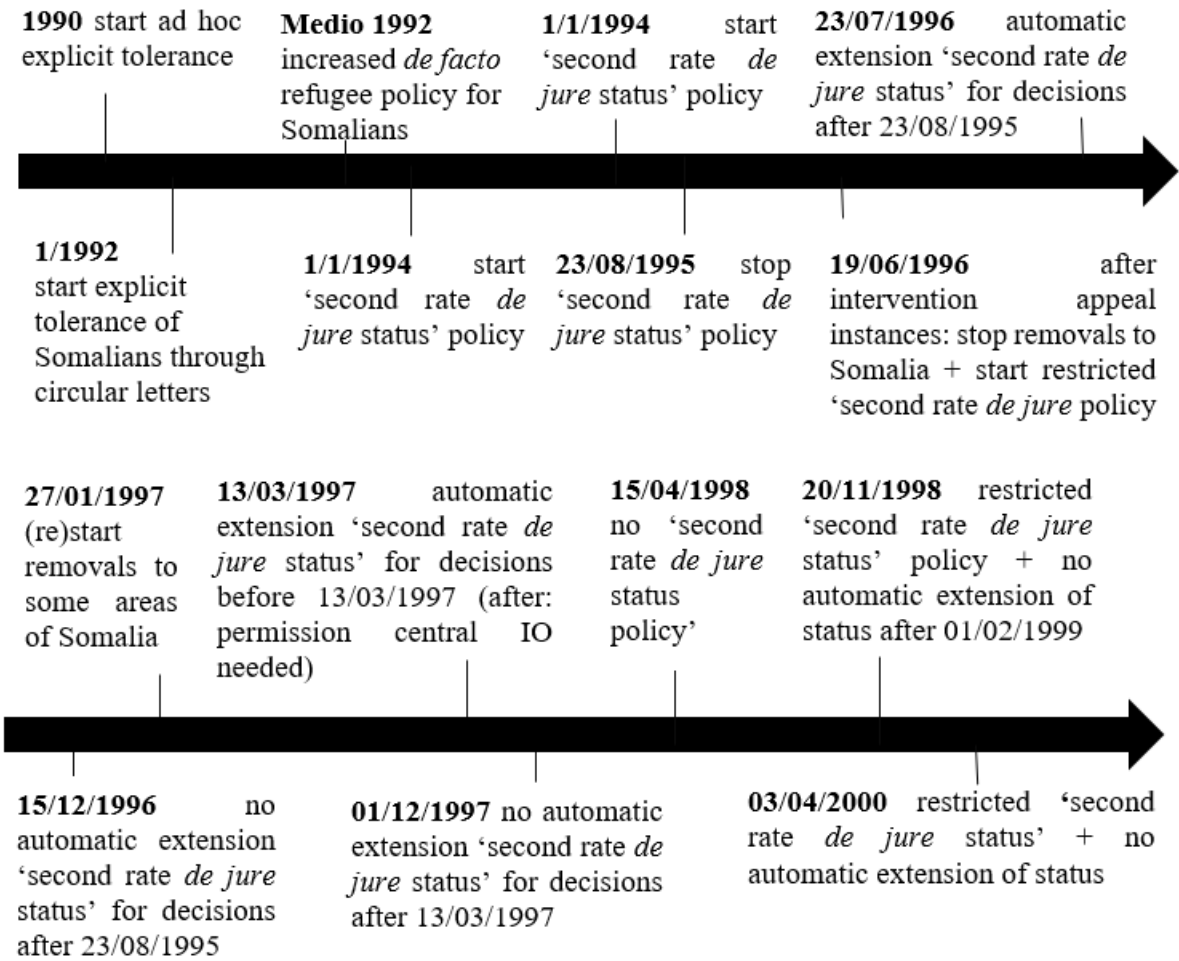 1990 start ad hoc
explicit tolerance
Medio 1992
increased de facto
refugee policy for
Somalians
1/1/1994 start
‘second rate de
jure status’ policy
23/07/1996 automatic
extension ‘second rate de
jure status’ for decisions
after 23/08/1995
1/1992
start explicit
tolerance of
Somalians through
circular letters
1/1/1994 start
‘second rate de
jure status’ policy
23/08/1995 stop
‘second rate de
jure status’ policy
19/06/1996 after
intervention appeal
instances: stop removals to
Somalia + start restricted
‘second rate de jure policy
27/01/1997
(re)start
removals to
some areas
of Somalia
13/03/1997 automatic
extension ‘second rate de
jure status’ for decisions
before 13/03/1997 (after:
permission central IO
needed)
15/04/1998
no ‘second
rate de jure
status
policy’
20/11/1998 restricted
‘second rate de jure
status’ policy + no
automatic extension of
status after 01/02/1999
15/12/1996 no
automatic extension
‘second rate de jure
status’ for decisions
after 23/08/1995
01/12/1997 no automatic
extension ‘second rate de
jure status’ for decisions
after 13/03/1997
03/04/2000 restricted ‘second
rate de jure status’ + no
automatic extension of status